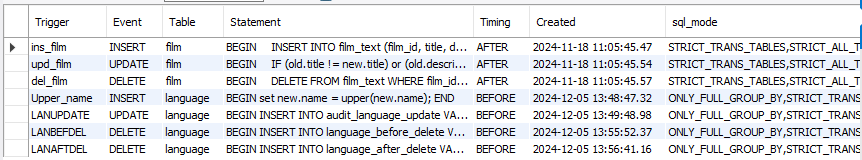 Trigger Event Table Statement Timing Created sql_mode
ins_film INSERT film BEGIN INSERT INTO film_text (film_id, title, d... AFTER 2024-11-18 11:05:45.47 STRICT_TRANS_TABLES,STRICT_ALL_T
upd_film UPDATE film BEGIN IF (old.title != new.title) or (old.descri... AFTER 2024-11-18 11:05:45.54 STRICT_TRANS_TABLES,STRICT_ALL_T
del_film DELETE film BEGIN DELETE FROM film_text WHERE film_id... AFTER 2024-11-18 11:05:45.57 STRICT_TRANS_TABLES,STRICT_ALL_T
Upper_name INSERT language BEGIN set new.name = upper(new.name); END BEFORE 2024-12-05 13:48:47.32 ONLY_FULL_GROUP_BY,STRICT_TRANS
LANUPDATE UPDATE language BEGIN INSERT INTO audit_language_update VA... BEFORE 2024-12-05 13:49:48.98 ONLY_FULL_GROUP_BY,STRICT_TRANS
LANBEFDEL DELETE language BEGIN INSERT INTO language_before_delete V... BEFORE 2024-12-05 13:55:52.37 ONLY_FULL_GROUP_BY,STRICT_TRANS
LANAFTDEL DELETE language BEGIN INSERT INTO language_after_delete VA... BEFORE 2024-12-05 13:56:41.16 ONLY_FULL_GROUP_BY,STRICT_TRANS